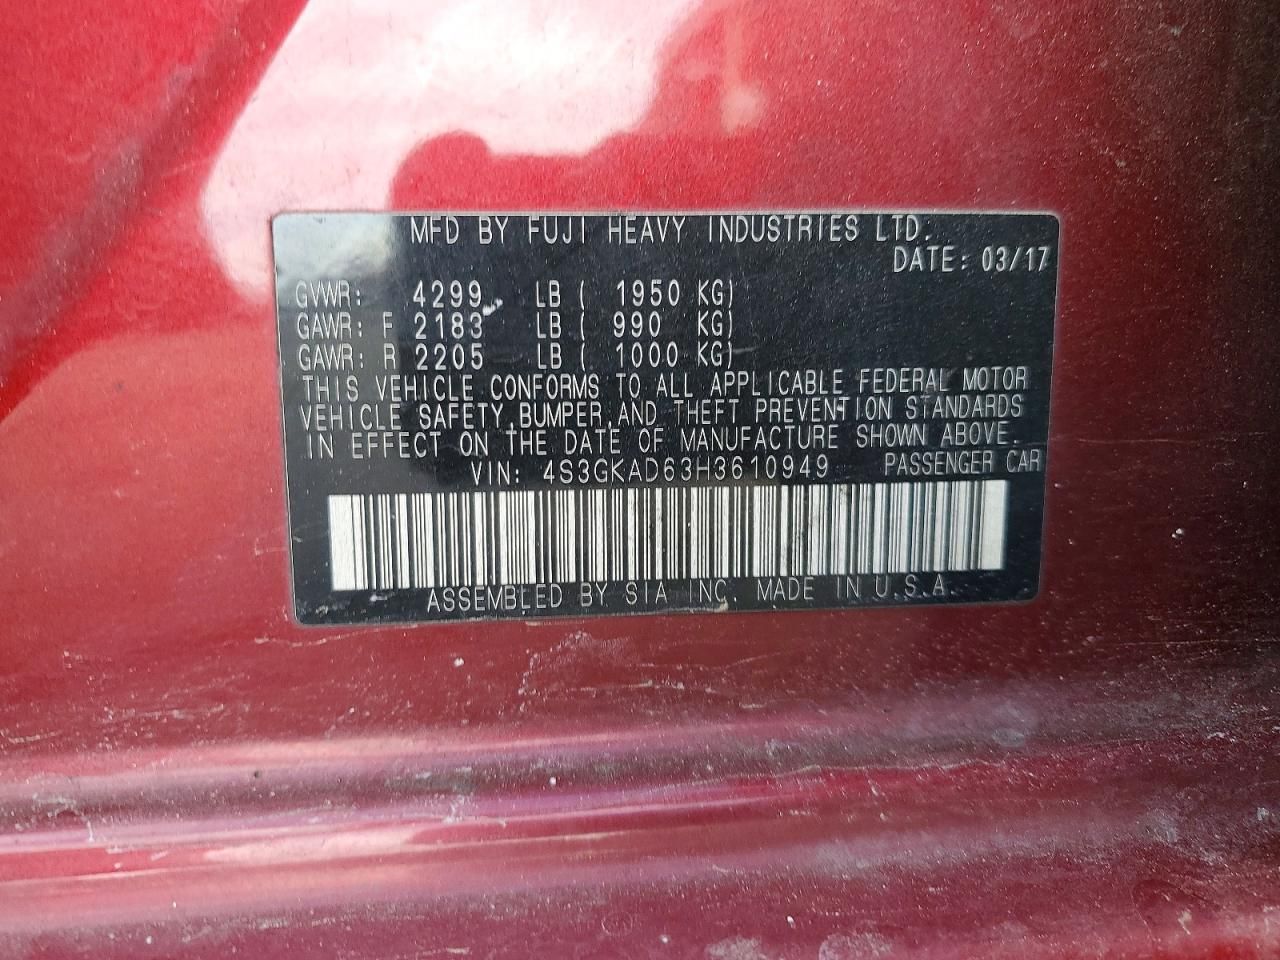 MFD BY FUJI HEAVY INDUSTRIES LTD.
DATE: 03/17
GVWR: 4299 LB ( 1950 KG)
GAWR: F 2183 LB ( 990 KG)
GAWR: R 2205 LB ( 1000 KG)
THIS VEHICLE CONFORMS TO ALL APPLICABLE FEDERAL MOTOR
VEHICLE SAFETY, BUMPER, AND THEFT PREVENTION STANDARDS
IN EFFECT ON THE DATE OF MANUFACTURE SHOWN ABOVE.
VIN: 4S3GKAD63H3610949 PASSENGER CAR
ASSEMBLED BY SIA INC. MADE IN U.S.A.